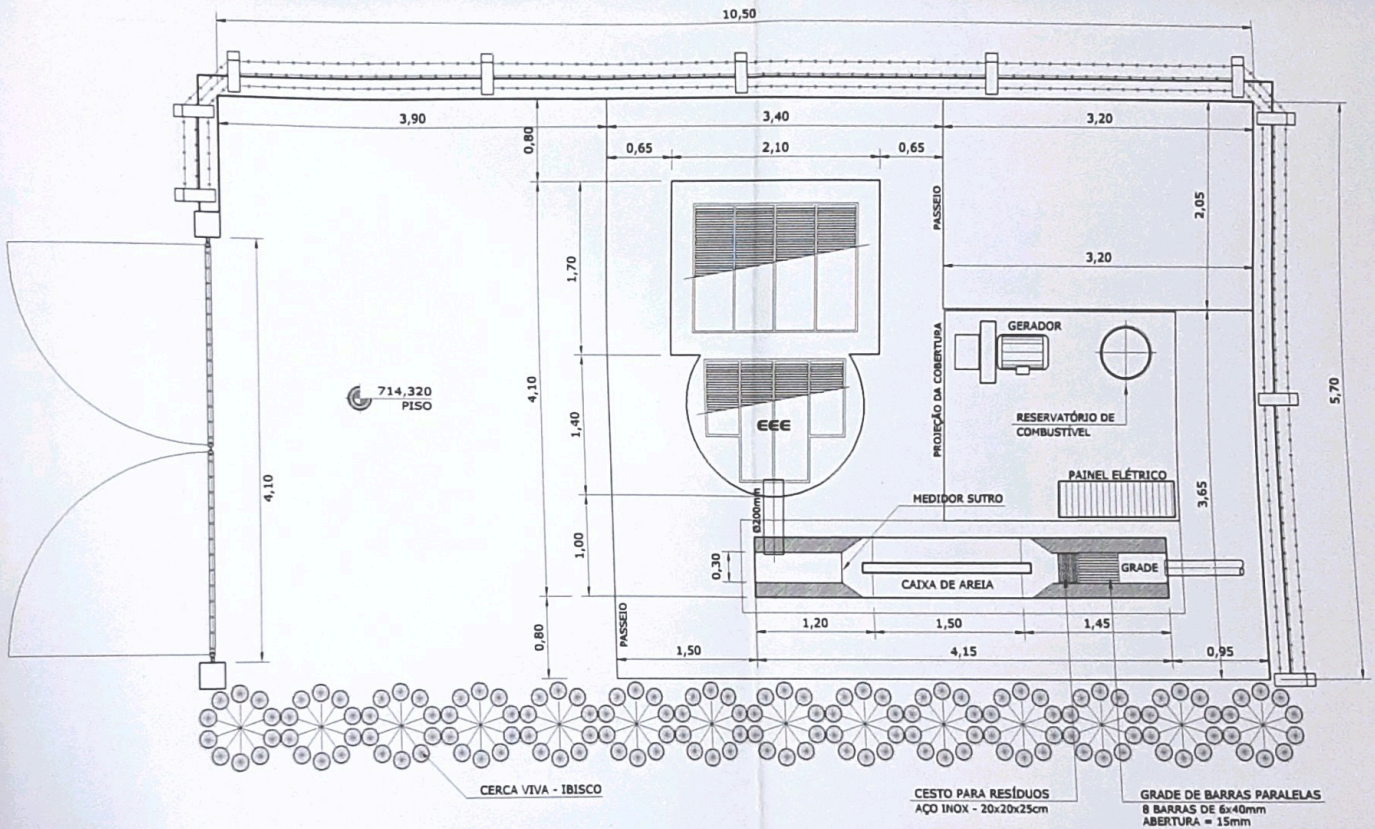 10,50
3,90
3,40
3,20
0,80
0,65
2,10
0,65
PASSEIO
2,05
3,20
1,70
4,10
GERADOR
714,320
PISO
1,40
EEE
PROJEÇÃO DA COBERTURA
RESERVATÓRIO DE
COMBUSTÍVEL
5,70
4,10
PAINEL ELÉTRICO
3,65
MEDIDOR SUTRO
Ø200mm
1,00
0,30
CAIXA DE AREIA
GRADE
PASSEIO
0,80
1,20
1,50
1,45
1,50
4,15
0,95
CERCA VIVA - IBISCO
CESTO PARA RESÍDUOS
AÇO INOX - 20x20x25cm
GRADE DE BARRAS PARALELAS
8 BARRAS DE 6x40mm
ABERTURA = 15mm